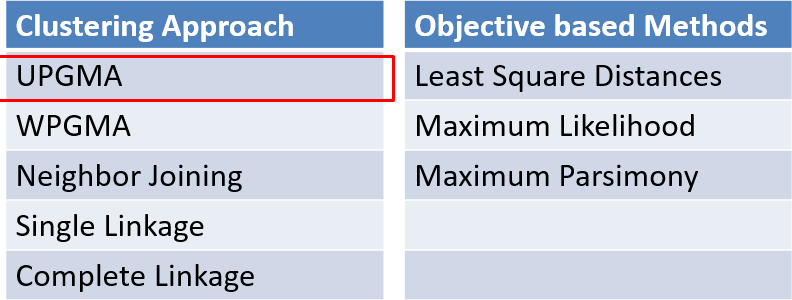 Clustering Approach
UPGMA
WPGMA
Neighbor Joining
Single Linkage
Complete Linkage
Objective based Methods
Least Square Distances
Maximum Likelihood
Maximum Parsimony